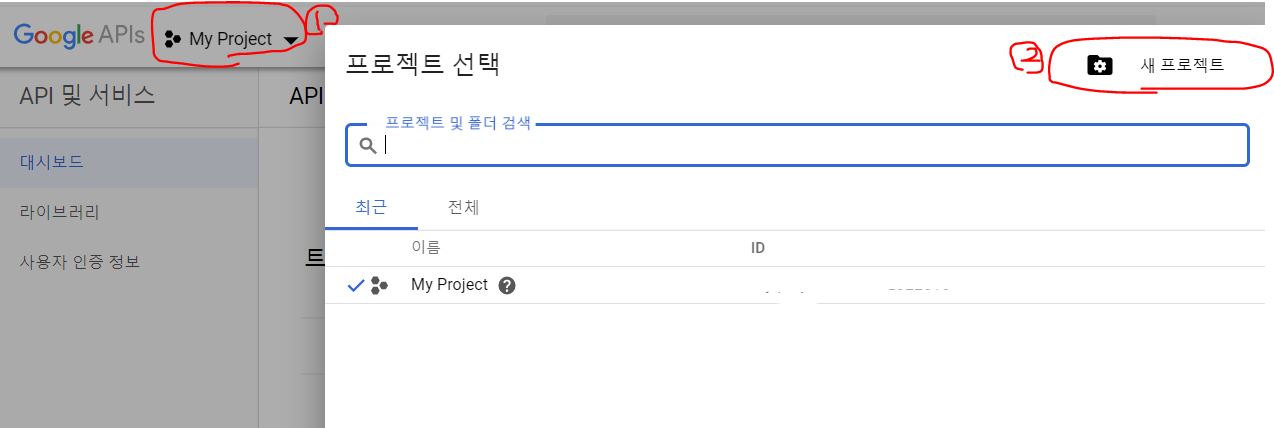 Google APIs
My Project
1
API 및 서비스
API
대시보드
라이브러리
사용자 인증 정보
프로젝트 선택
2
새 프로젝트
프로젝트 및 폴더 검색
최근 전체
이름 ID
My Project